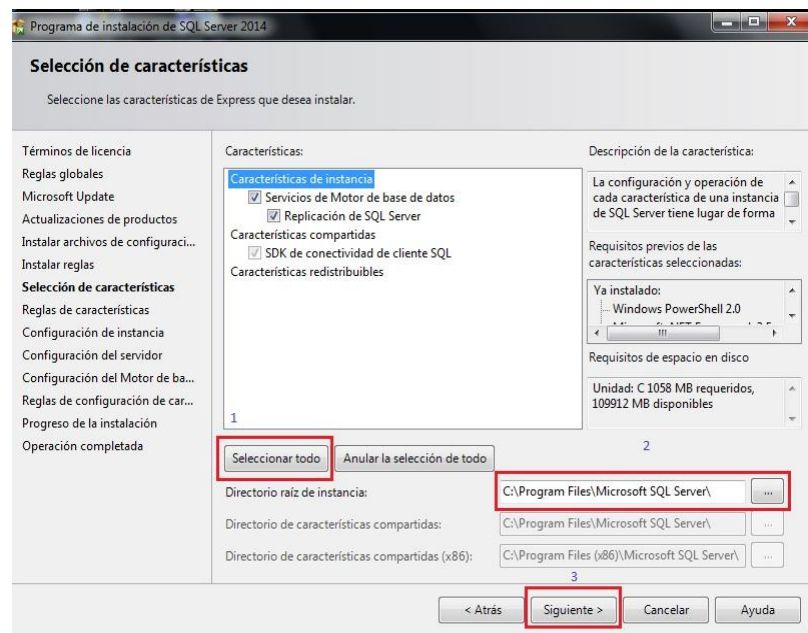 Programa de instalación de SQL Server 2014
Selección de características
Seleccione las características de Express que desea instalar.
Términos de licencia
Reglas globales
Microsoft Update
Actualizaciones de productos
Instalar archivos de configuraci...
Instalar reglas
Selección de características
Reglas de características
Configuración de instancia
Configuración del servidor
Configuración del Motor de ba...
Reglas de configuración de car...
Progreso de la instalación
Operación completada
Características:
Características de instancia
Servicios de Motor de base de datos
Replicación de SQL Server
Características compartidas
SDK de conectividad de cliente SQL
Características redistribuibles
1
Descripción de la característica:
La configuración y operación de
cada característica de una instancia
de SQL Server tiene lugar de forma
Requisitos previos de las
características seleccionadas:
Ya instalado:
Windows PowerShell 2.0
Requisitos de espacio en disco
Unidad: C 1058 MB requeridos,
109912 MB disponibles
2
Seleccionar todo
Anular la selección de todo
Directorio raíz de instancia:
C:\Program Files\Microsoft SQL Server\
...
Directorio de características compartidas:
C:\Program Files\Microsoft SQL Server\
...
Directorio de características compartidas (x86):
C:\Program Files (x86)\Microsoft SQL Server\
...
3
< Atrás
Siguiente >
Cancelar
Ayuda